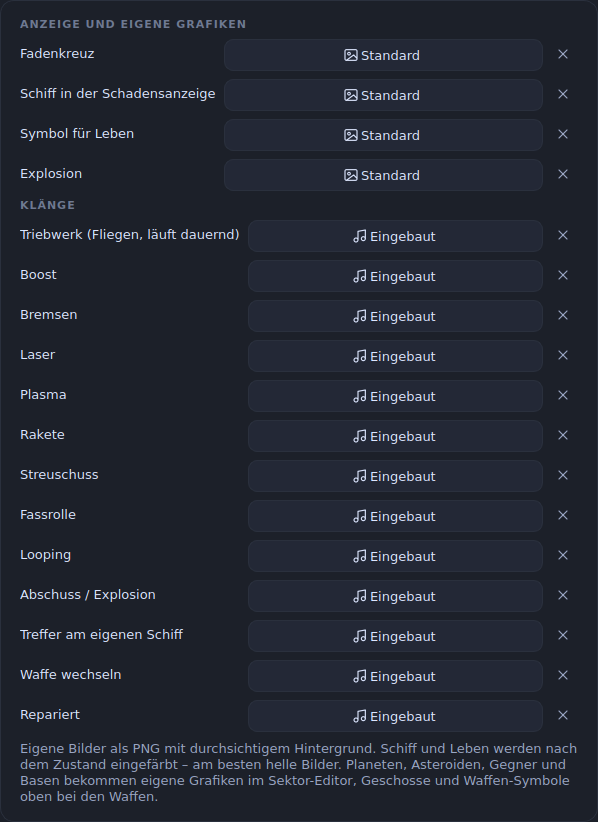 ANZEIGE UND EIGENE GRAFIKEN
Fadenkreuz Standard
Schiff in der Schadensanzeige Standard
Symbol für Leben Standard
Explosion Standard
KLÄNGE
Triebwerk (Fliegen, läuft dauernd) Eingebaut
Boost Eingebaut
Bremsen Eingebaut
Laser Eingebaut
Plasma Eingebaut
Rakete Eingebaut
Streuschuss Eingebaut
Fassrolle Eingebaut
Looping Eingebaut
Abschuss / Explosion Eingebaut
Treffer am eigenen Schiff Eingebaut
Waffe wechseln Eingebaut
Repariert Eingebaut
Eigene Bilder als PNG mit durchsichtigem Hintergrund. Schiff und Leben werden nach
dem Zustand eingefärbt – am besten helle Bilder. Planeten, Asteroiden, Gegner und
Basen bekommen eigene Grafiken im Sektor-Editor, Geschosse und Waffen-Symbole
oben bei den Waffen.